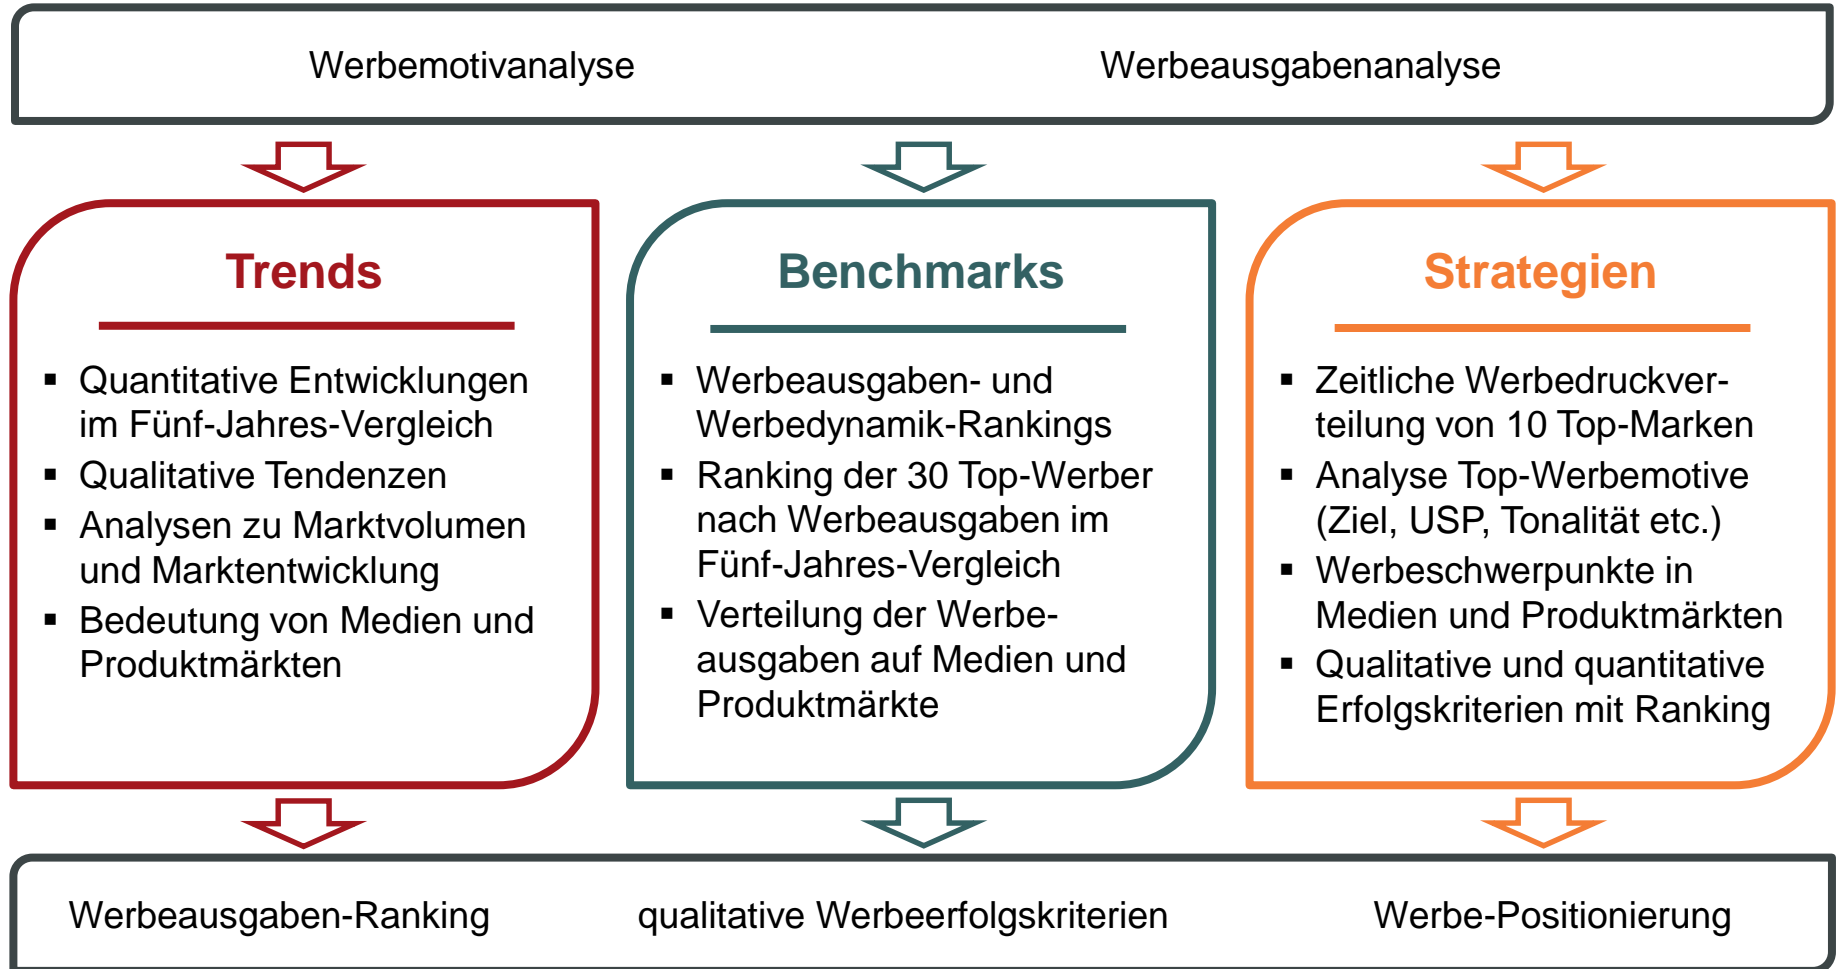 Werbemotivanalyse Werbeausgabenanalyse
Trends
▪ Quantitative Entwicklungen
im Fünf-Jahres-Vergleich
▪ Qualitative Tendenzen
▪ Analysen zu Marktvolumen
und Marktentwicklung
▪ Bedeutung von Medien und
Produktmärkten
Benchmarks
▪ Werbeausgaben- und
Werbedynamik-Rankings
▪ Ranking der 30 Top-Werber
nach Werbeausgaben im
Fünf-Jahres-Vergleich
▪ Verteilung der Werbe-
ausgaben auf Medien und
Produktmärkte
Strategien
▪ Zeitliche Werbedruckver-
teilung von 10 Top-Marken
▪ Analyse Top-Werbemotive
(Ziel, USP, Tonalität etc.)
▪ Werbeschwerpunkte in
Medien und Produktmärkten
▪ Qualitative und quantitative
Erfolgskriterien mit Ranking
Werbeausgaben-Ranking qualitative Werbeerfolgskriterien Werbe-Positionierung